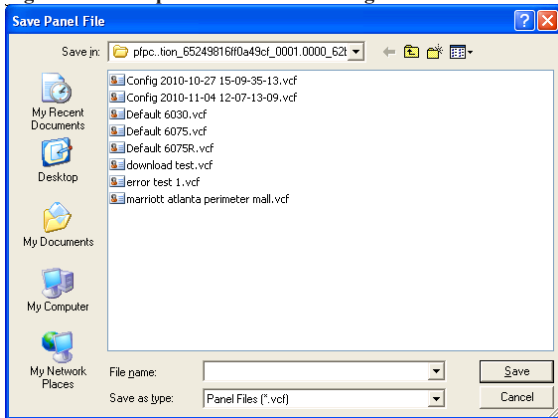 Save Panel File
Save in:
pfpc..tion_65249816ff0a49cf_0001.0000_62b
Config 2010-10-27 15-09-35-13.vcf
Config 2010-11-04 12-07-13-09.vcf
Default 6030.vcf
Default 6075.vcf
Default 6075R.vcf
download test.vcf
error test 1.vcf
marriott atlanta perimeter mall.vcf
My Recent
Documents
Desktop
My Documents
My Computer
My Network
Places
File name:
Save
Save as type:
Panel Files (*.vcf)
Cancel